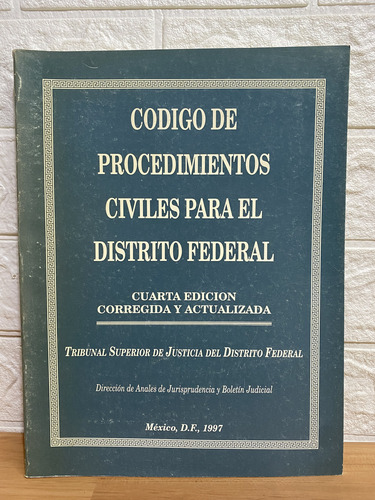 CODIGO DE
PROCEDIMIENTOS
CIVILES PARA EL
DISTRITO FEDERAL
CUARTA EDICION
CORREGIDA Y ACTUALIZADA
TRIBUNAL SUPERIOR DE JUSTICIA DEL DISTRITO FEDERAL
Dirección de Anales de Jurisprudencia y Boletín Judicial
México, D.F., 1997